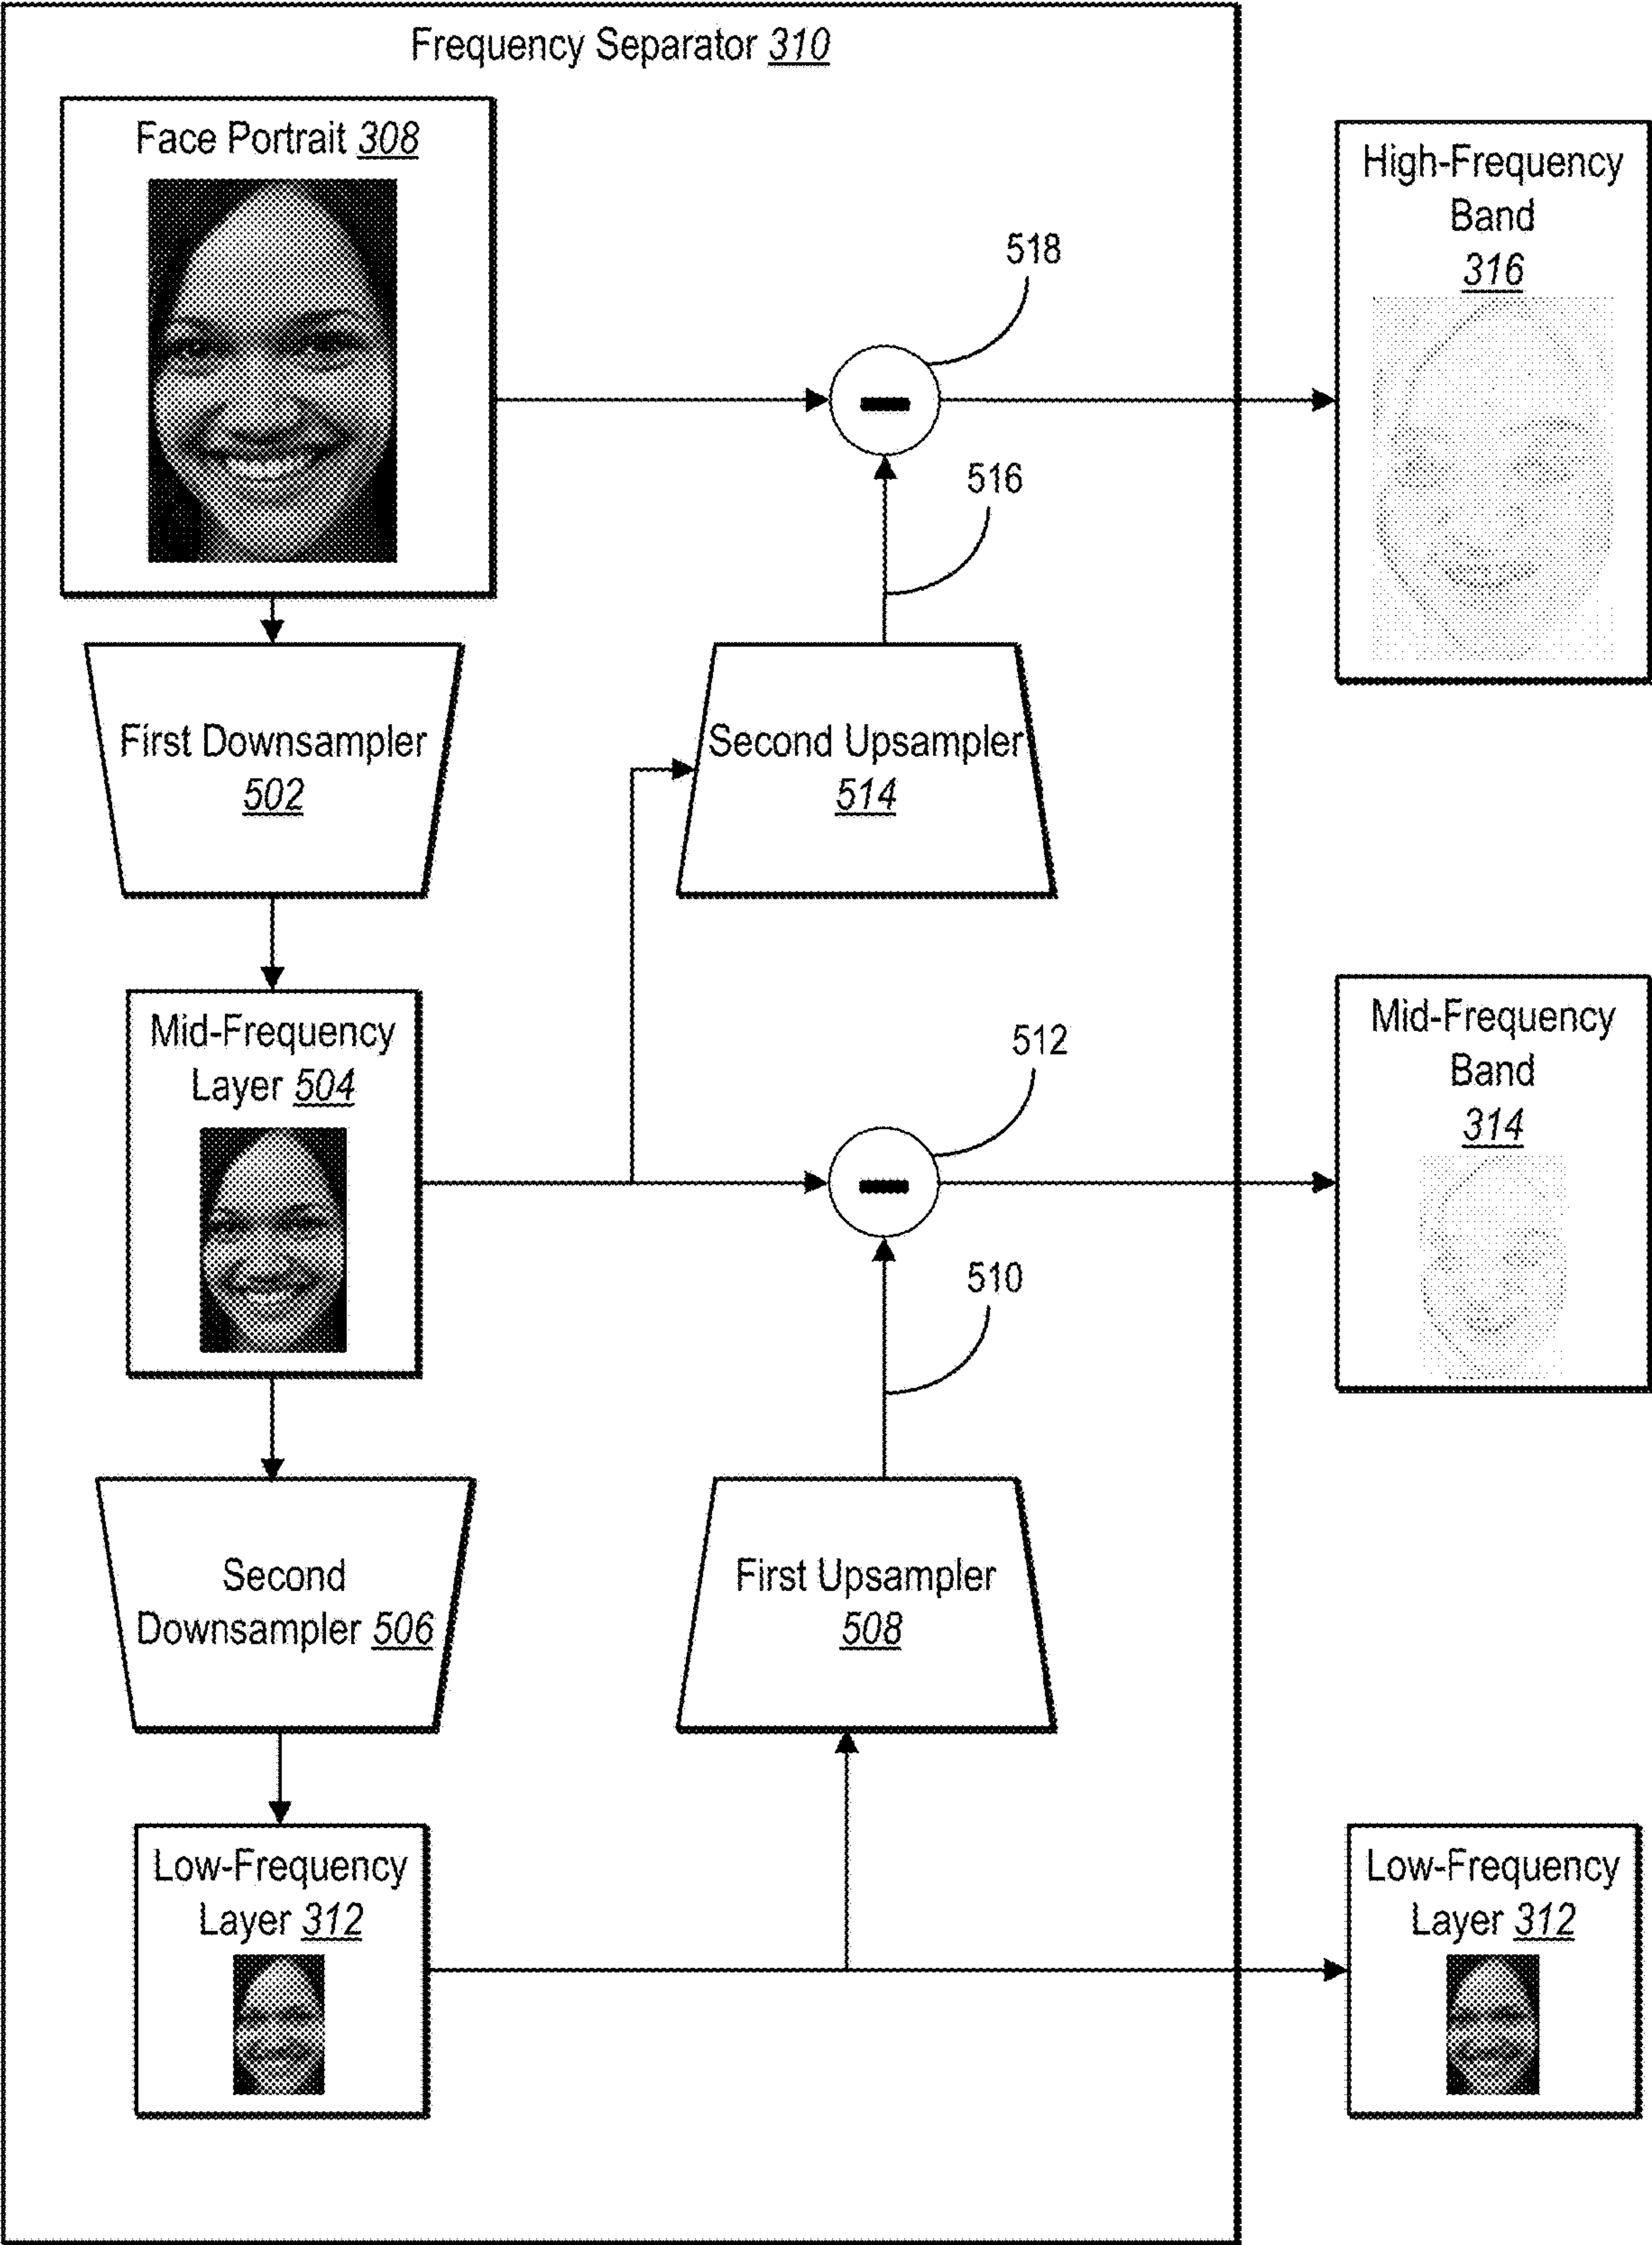 Frequency Separator 310
Face Portrait 308
High-Frequency
Band
316
518
516
First Downsampler
502
Second Upsampler
514
Mid-Frequency
Layer 504
Mid-Frequency
Band
314
512
510
Second
Downsampler 506
First Upsampler
508
Low-Frequency
Layer 312
Low-Frequency
Layer 312